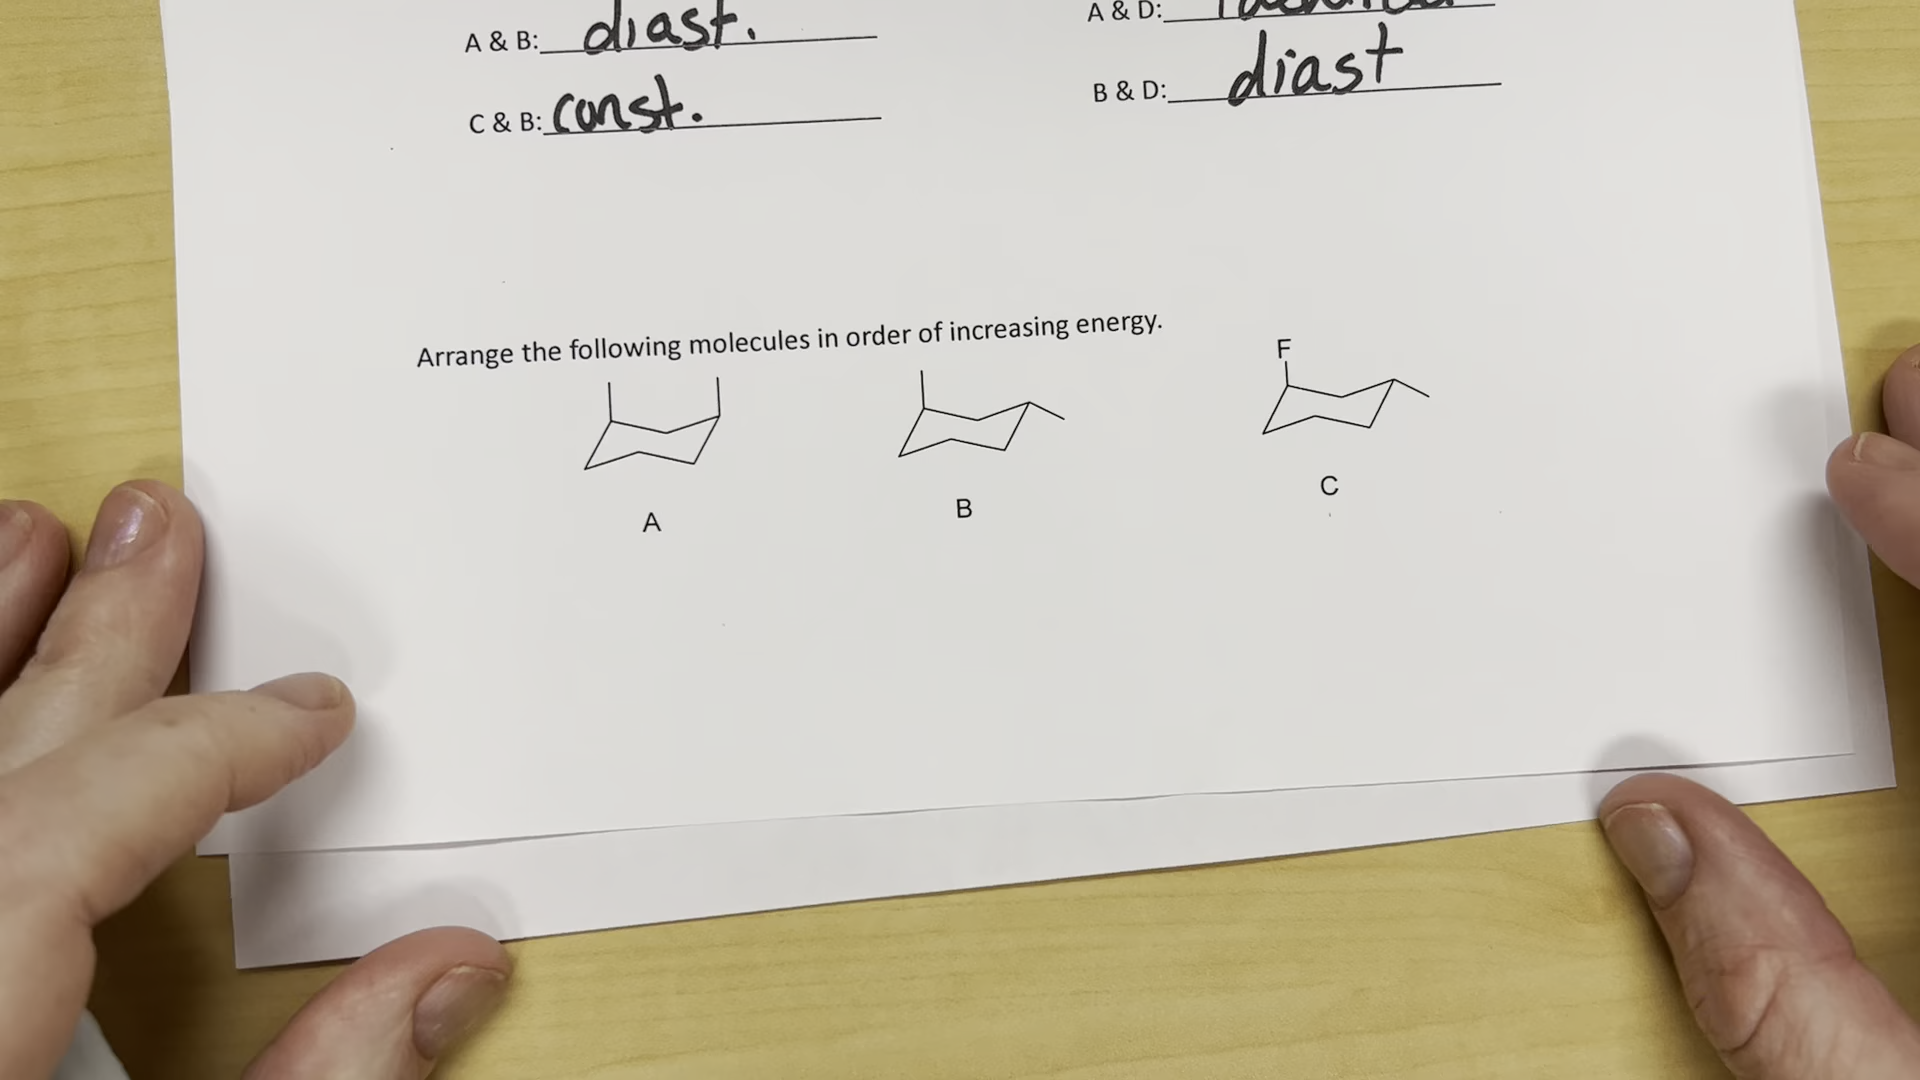 A & B: diast.
A & D:
C & B: const.
B & D: diast
Arrange the following molecules in order of increasing energy.
F
A
B
C